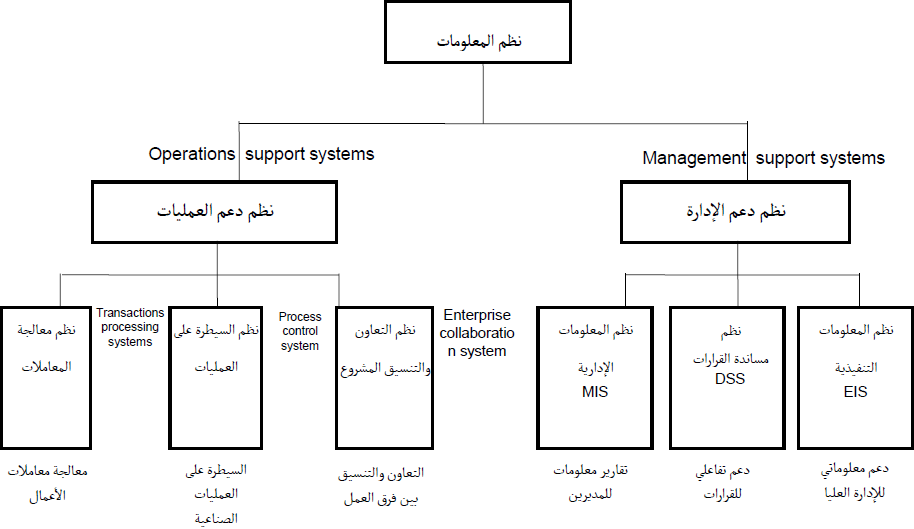 نظم المعلومات
Operations support systems
Management support systems
نظم دعم العمليات
نظم دعم الإدارة
نظم معالجة
المعاملات
Transactions
processing
systems
نظم السيطرة على
العمليات
Process
control
system
نظم التعاون
والتنسيق المشروع
Enterprise
collaboratio
n system
نظم المعلومات
الإدارية
MIS
نظم
مساندة القرارات
DSS
نظم المعلومات
التنفيذية
EIS
معالجة معاملات
الأعمال
السيطرة على
العمليات
الصناعية
التعاون والتنسيق
بين فرق العمل
تقارير معلومات
للمديرين
دعم تفاعلي
للقرارات
دعم معلوماتي
للإدارة العليا